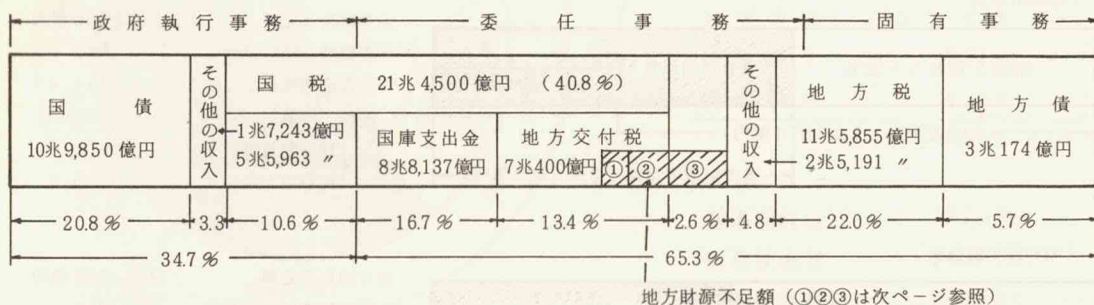 政府執行事務 委任事務 固有事務
国税 21兆4,500億円 (40.8%)
国債
10兆9,850億円
その他の収入
1兆7,243億円
5兆5,963 〃
国庫支出金
8兆8,137億円
地方交付税
7兆400億円
① ② ③
その他の収入
地方税
11兆5,855億円
2兆5,191 〃
地方債
3兆174億円
20.8% 3.3 10.6% 16.7% 13.4% 2.6% 4.8 22.0% 5.7%
34.7% 65.3%
地方財源不足額(①②③は次ページ参照)